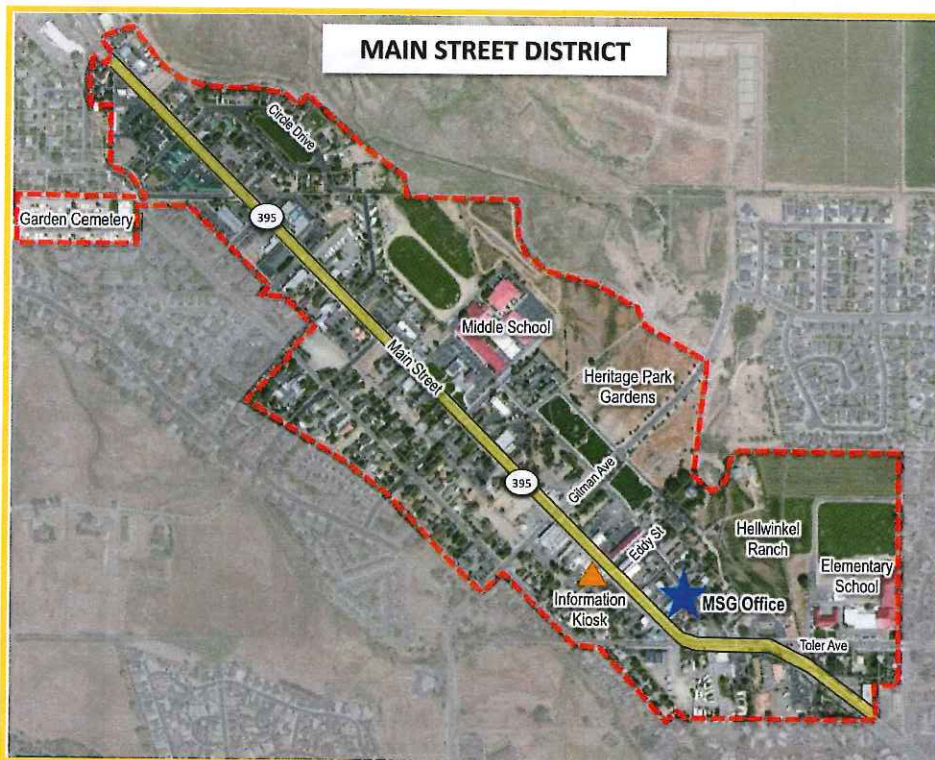 MAIN STREET DISTRICT
Circle Drive
Garden Cemetery
395
Middle School
Main Street
Heritage Park
Gardens
395
Gilman Ave
Eddy St
Hellwinkel
Ranch
Elementary
School
Information
Kiosk
MSG Office
Toler Ave